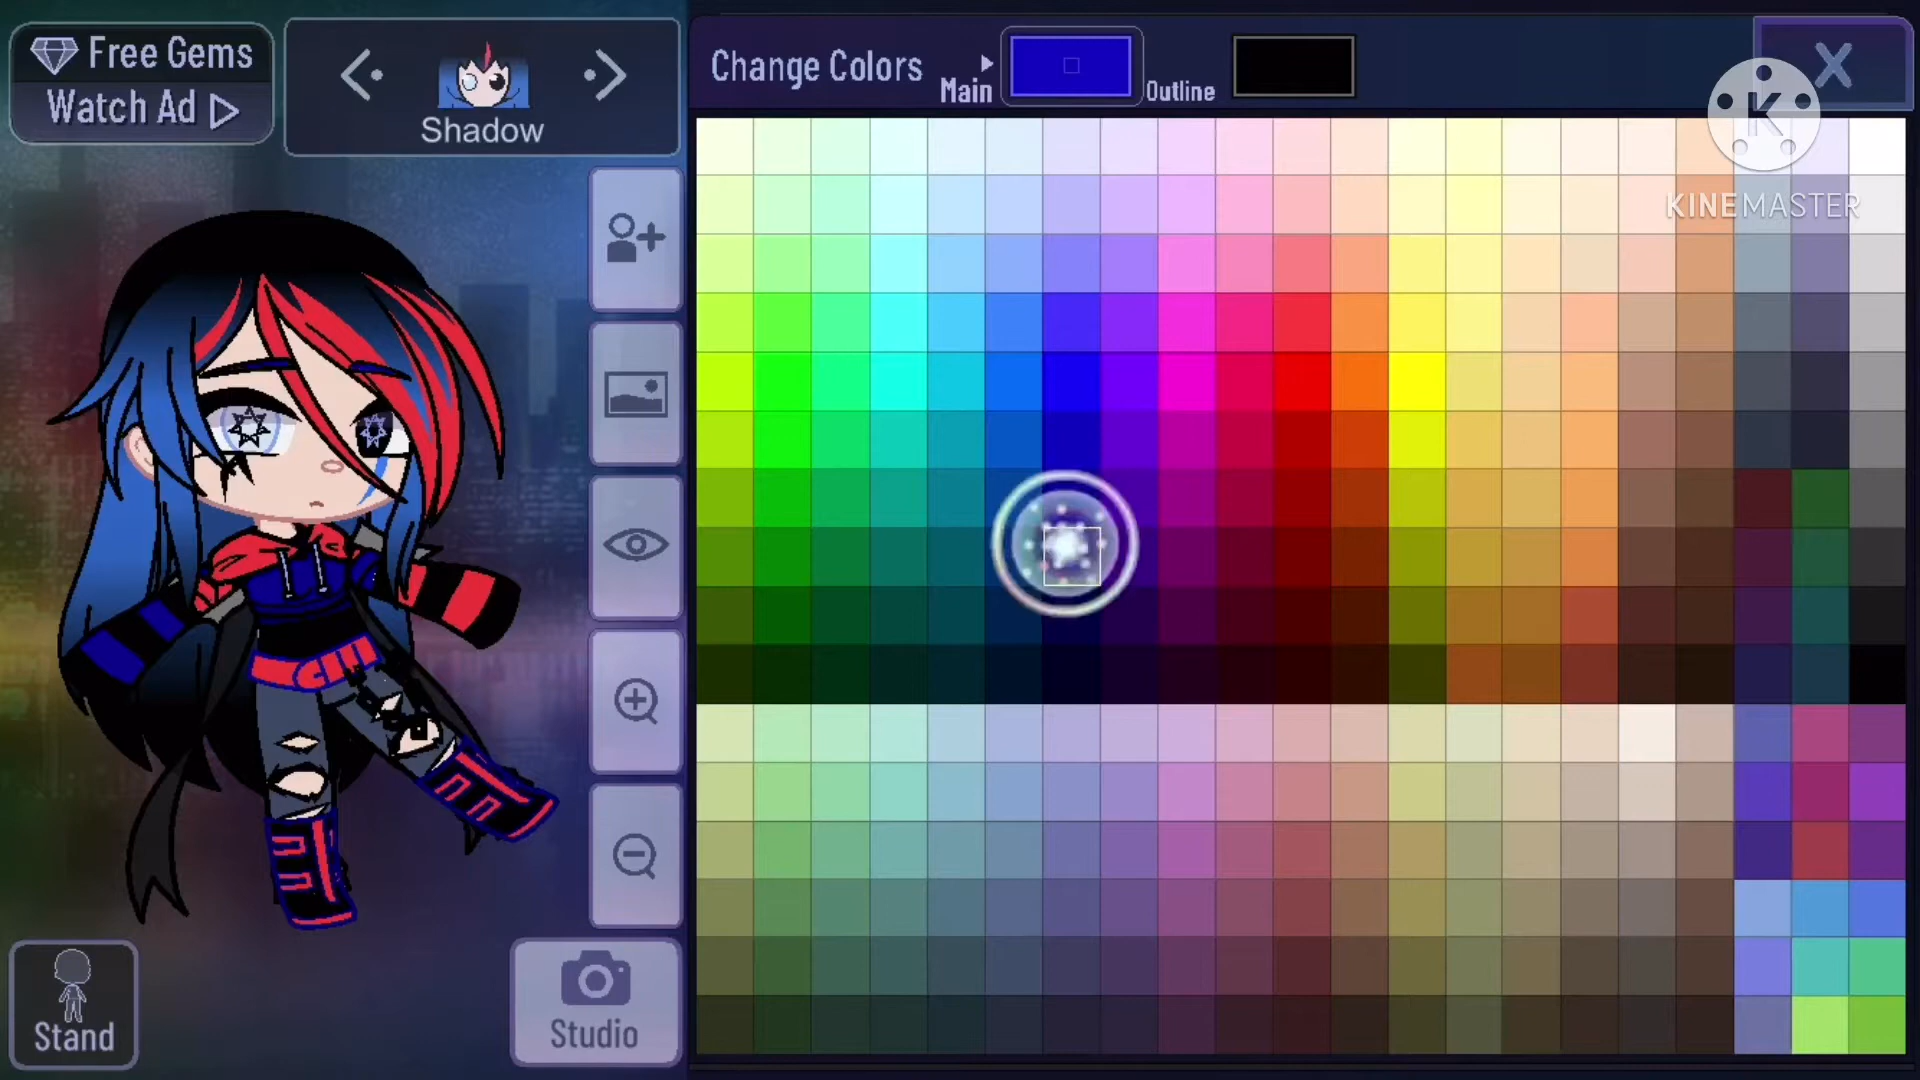 Free Gems
Watch Ad
Shadow
Change Colors
Main
Outline
X
K
KINEMASTER
Studio
Stand